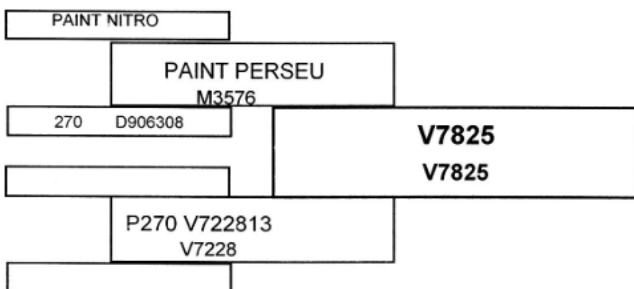 PAINT NITRO
PAINT PERSEU
M3576
270 D906308
V7825
V7825
P270 V722813
V7228